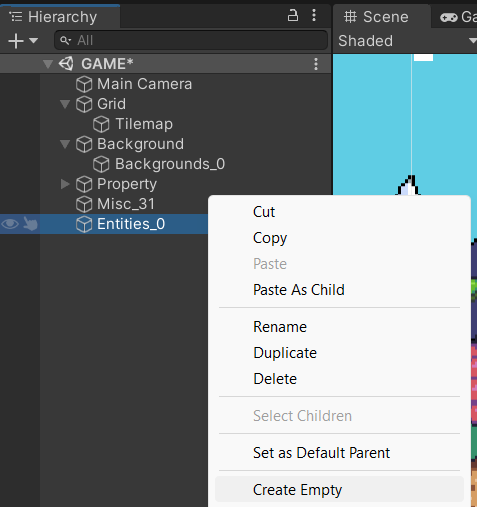 Hierarchy
Scene
Ga
All
Shaded
GAME*
Main Camera
Grid
Tilemap
Background
Backgrounds_0
Property
Misc_31
Entities_0
Cut
Copy
Paste
Paste As Child
Rename
Duplicate
Delete
Select Children
Set as Default Parent
Create Empty